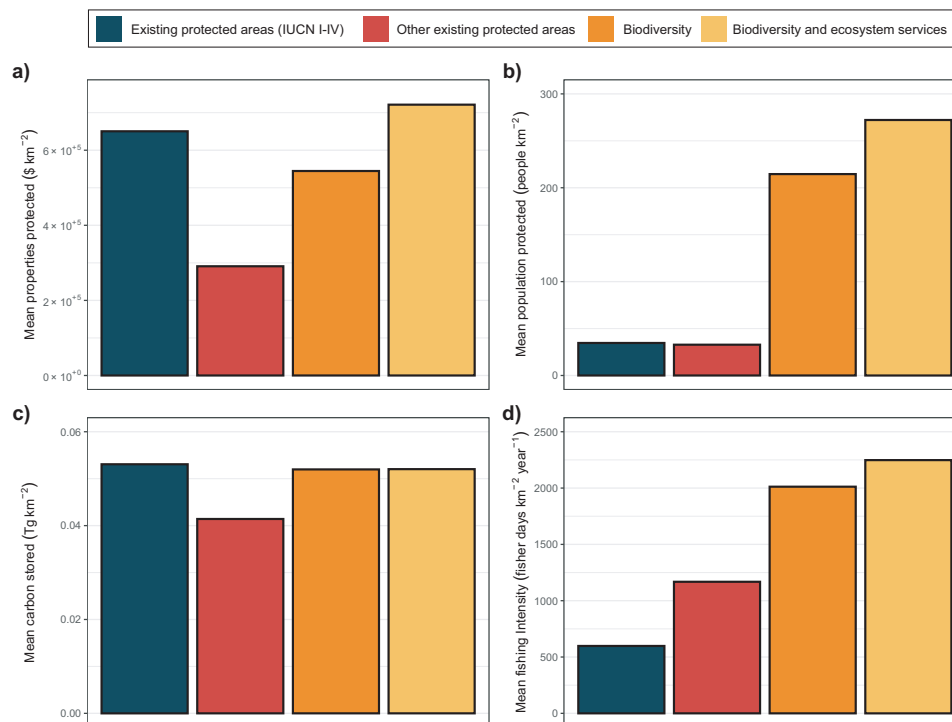 Existing protected areas (IUCN I-IV) Other existing protected areas Biodiversity Biodiversity and ecosystem services
a)
Mean properties protected ($ km⁻²)
6 × 10⁺⁵
4 × 10⁺⁵
2 × 10⁺⁵
0 × 10⁺⁰
b)
Mean population protected (people km⁻²)
300
200
100
0
c)
Mean carbon stored (Tg km⁻²)
0.06
0.04
0.02
0.00
d)
Mean fishing Intensity (fisher days km⁻² year⁻¹)
2500
2000
1500
1000
500
0